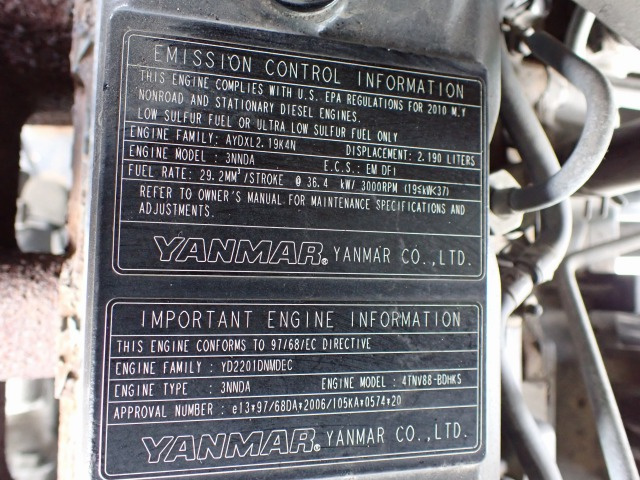 EMISSION CONTROL INFORMATION
THIS ENGINE COMPLIES WITH U.S. EPA REGULATIONS FOR 2010 M.Y
NONROAD AND STATIONARY DIESEL ENGINES.
LOW SULFUR FUEL OR ULTRA LOW SULFUR FUEL ONLY
ENGINE FAMILY: AYDXL2.19K4N DISPLACEMENT: 2.190 LITERS
ENGINE MODEL: 3NNDA E.C.S.: EM DFI
FUEL RATE: 29.2MM³/STROKE @ 36.4 kW/ 3000RPM (19≤kW<37)
REFER TO OWNER'S MANUAL FOR MAINTENANCE SPECIFICATIONS AND
ADJUSTMENTS.
YANMAR® YANMAR CO.,LTD.
IMPORTANT ENGINE INFORMATION
THIS ENGINE CONFORMS TO 97/68/EC DIRECTIVE
ENGINE FAMILY : YD2201DNMDEC
ENGINE TYPE : 3NNDA ENGINE MODEL: 4TNV88-BDHKS
APPROVAL NUMBER : e13*97/68DA*2006/105KA*0574*20
YANMAR® YANMAR CO.,LTD.